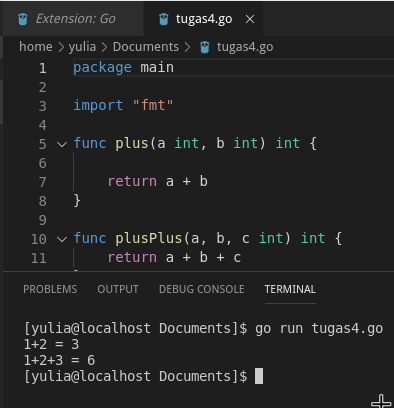 Extension: Go tugas4.go
home > yulia > Documents > tugas4.go
1 package main
2
3 import "fmt"
4
5 func plus(a int, b int) int {
6
7 return a + b
8 }
9
10 func plusPlus(a, b, c int) int {
11 return a + b + c
PROBLEMS OUTPUT DEBUG CONSOLE TERMINAL
[yulia@localhost Documents]$ go run tugas4.go
1+2 = 3
1+2+3 = 6
[yulia@localhost Documents]$